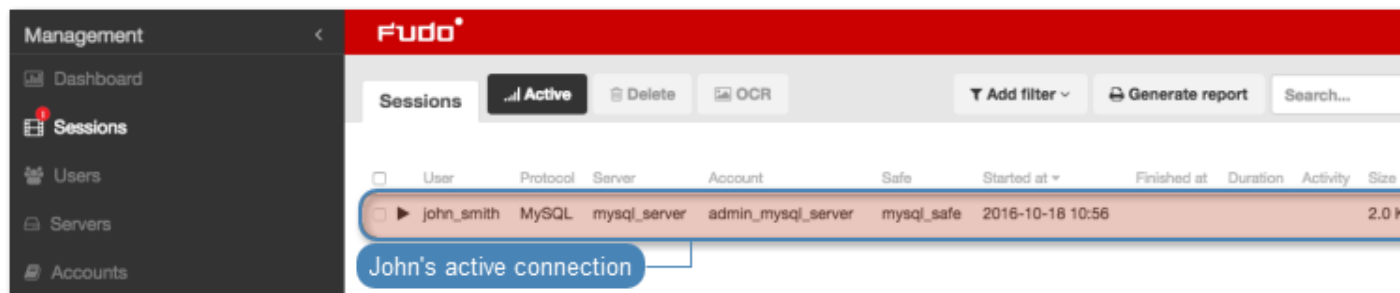 Management
FUDO
Dashboard
Sessions
Active
Delete
OCR
Add filter
Generate report
Search...
Sessions
User Protocol Server Account Safe Started at Finished at Duration Activity Size
Users
john_smith MySQL mysql_server admin_mysql_server mysql_safe 2016-10-18 10:56 2.0
Servers
John's active connection
Accounts